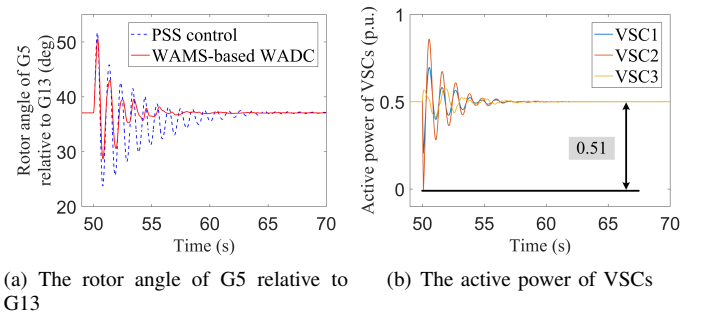 Rotor angle of G5
relative to G13 (deg)
50
40
30
20
50
55
60
65
70
Time (s)
PSS control
WAMS-based WADC
Active power of VSCs (p.u.)
1
0.5
0
50
55
60
65
70
Time (s)
VSC1
VSC2
VSC3
0.51
(a) The rotor angle of G5 relative to
G13
(b) The active power of VSCs